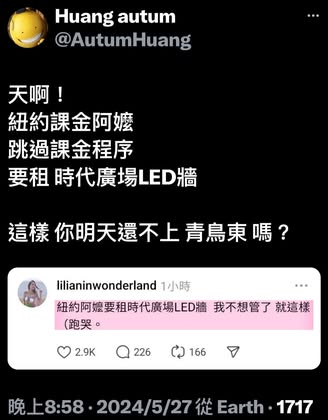 Huang autum
@AutumHuang
天啊！
紐約課金阿嬤
跳過課金程序
要租 時代廣場LED牆
這樣 你明天還不上 青鳥東 嗎？
lilianinwonderland 1小時
紐約阿嬤要租時代廣場LED牆 我不想管了 就這樣
（跑哭。
2.9K 226 166
晚上8:58 · 2024/5/27 從 Earth · 1717